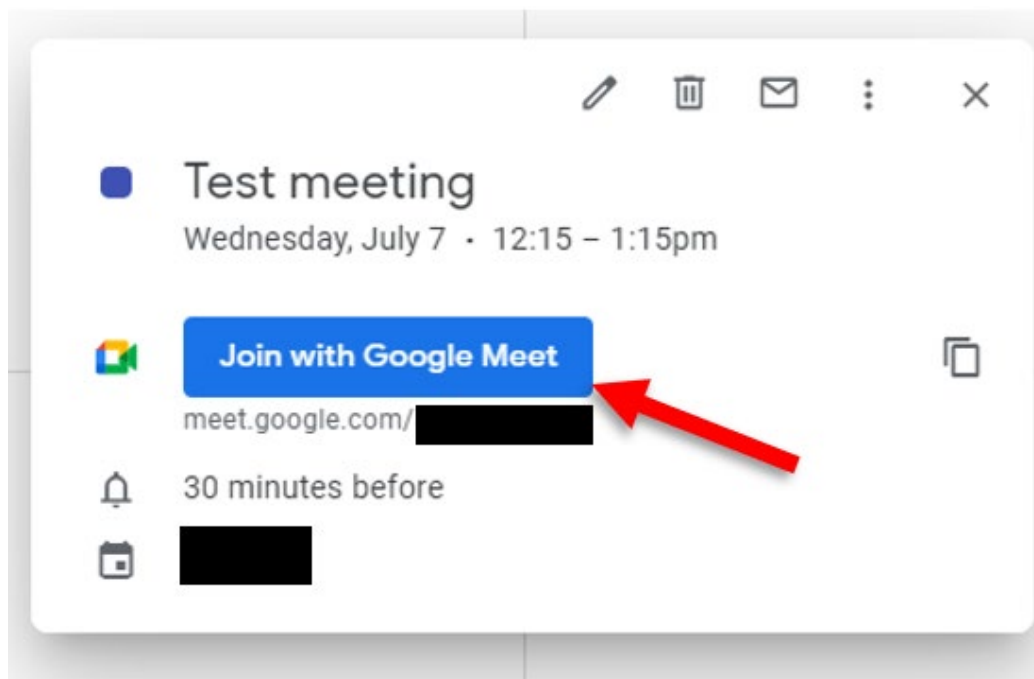 Test meeting
Wednesday, July 7 · 12:15 – 1:15pm
Join with Google Meet
meet.google.com/
30 minutes before